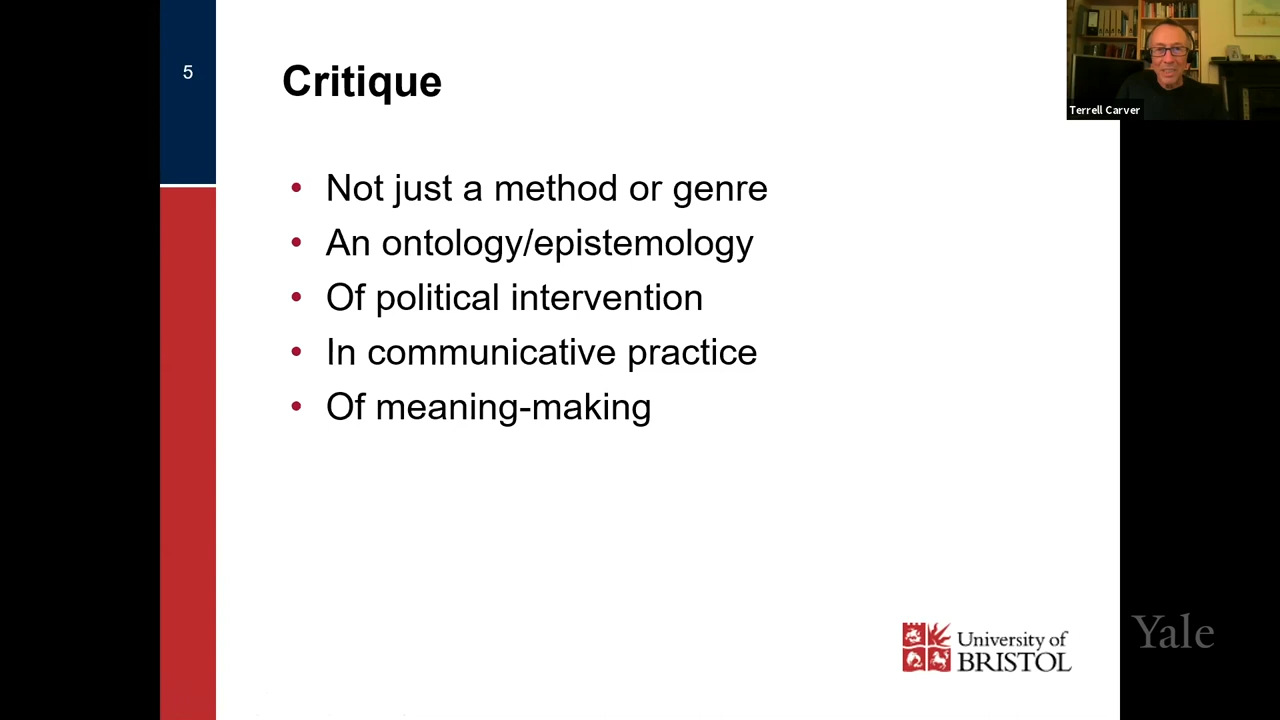 5
Critique
Terrell Carver
• Not just a method or genre
• An ontology/epistemology
• Of political intervention
• In communicative practice
• Of meaning-making
University of
BRISTOL
Yale